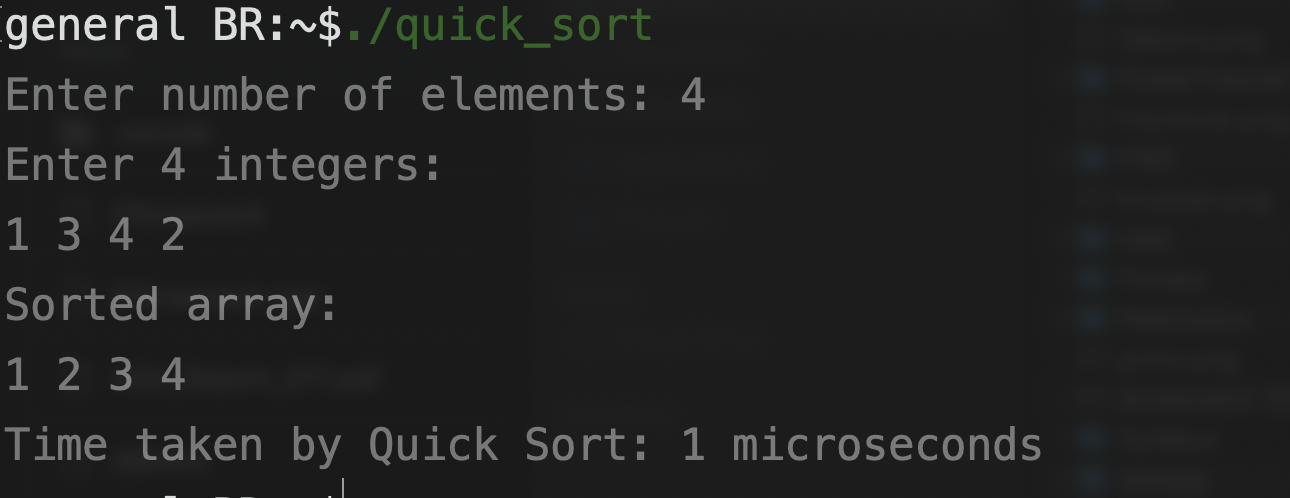 general BR:~$./quick_sort
Enter number of elements: 4
Enter 4 integers:
1 3 4 2
Sorted array:
1 2 3 4
Time taken by Quick Sort: 1 microseconds